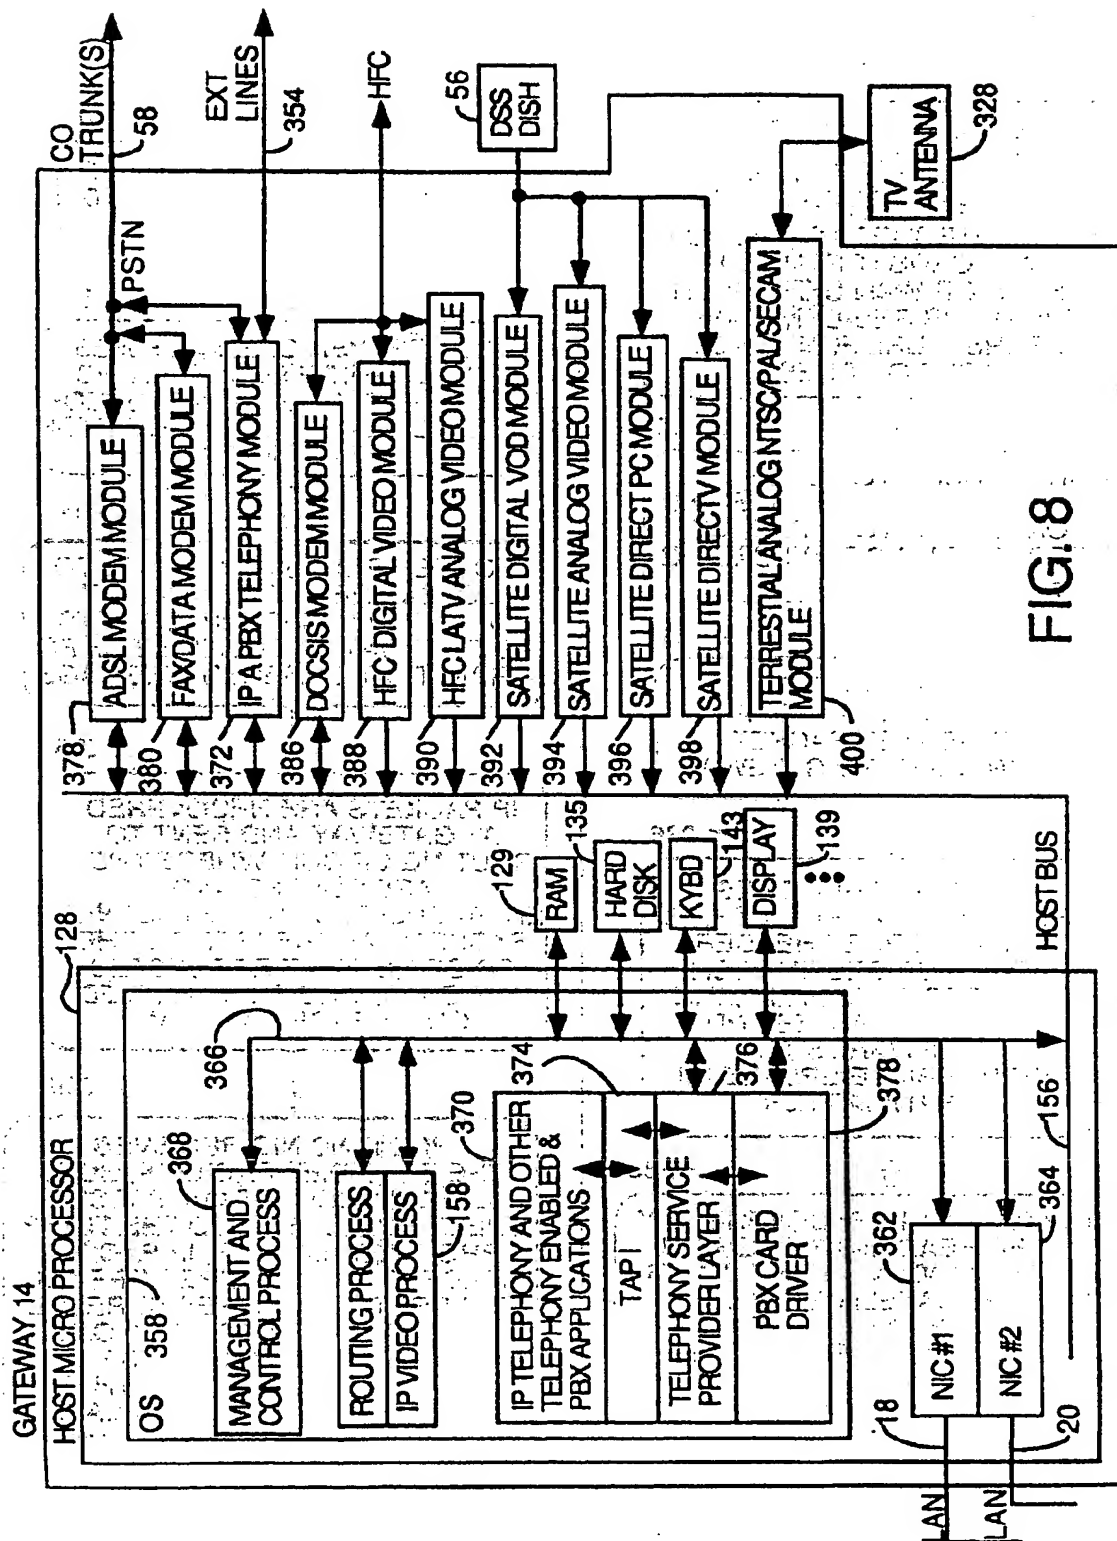 GATEWAY 14
HOST MICRO PROCESSOR
128
358
OS
366
368
MANAGEMENT AND
CONTROL PROCESS
ROUTING PROCESS
IP VIDEO PROCESS
158
370
IP TELEPHONY AND OTHER
TELEPHONY ENABLED &
PBX APPLICATIONS
374
TAPI
376
TELEPHONY SERVICE
PROVIDER LAYER
PBX CARD
DRIVER
378
129
RAM
135
HARD
DISK
KYBD
143
DISPLAY
139
362
NIC #1
NIC #2
364
18
20
LAN
LAN
156
HOST BUS
CO
TRUNK(S)
58
PSTN
EXT
LINES
354
HFC
56
DSS
DISH
TV
ANTENNA
328
378
ADSL MODEM MODULE
380
FAX/DATA MODEM MODULE
372
IP A PBX TELEPHONY MODULE
386
DOCSIS MODEM MODULE
388
HFC DIGITAL VIDEO MODULE
390
HFC LATV ANALOG VIDEO MODULE
392
SATELLITE DIGITAL VOD MODULE
394
SATELLITE ANALOG VIDEO MODULE
396
SATELLITE DIRECT PC MODULE
398
SATELLITE DIRECTV MODULE
TERRESTIAL ANALOG NTSC/PAL/SECAM
MODULE
400
FIG. 8